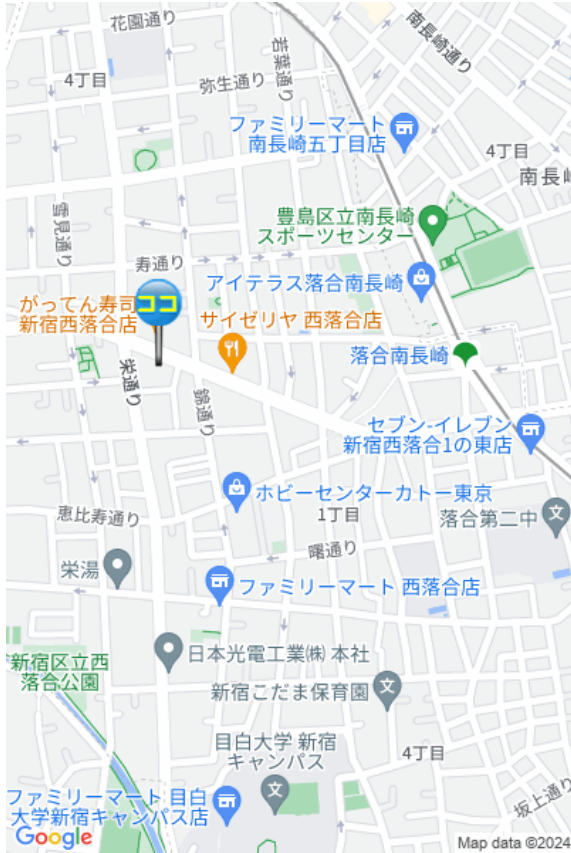 花園通り
若葉通り
南長崎通り
4丁目
弥生通り
ファミリーマート
南長崎五丁目店
4丁目
南長崎
豊島区立南長崎
スポーツセンター
雪見通り
寿通り
アイテラス落合南長崎
がってん寿司
新宿西落合店
ココ
サイゼリヤ 西落合店
落合南長崎
栄通り
錦通り
セブン-イレブン
新宿西落合1の東店
ホビーセンターカトー東京
恵比寿通り
1丁目
落合第二中
文
曙通り
栄湯
ファミリーマート 西落合店
日本光電工業㈱ 本社
新宿区立西
落合公園
新宿こだま保育園
文
目白大学 新宿
キャンパス
文
4丁目
坂上通り
ファミリーマート 目白
大学新宿キャンパス店
Google
Map data ©2024